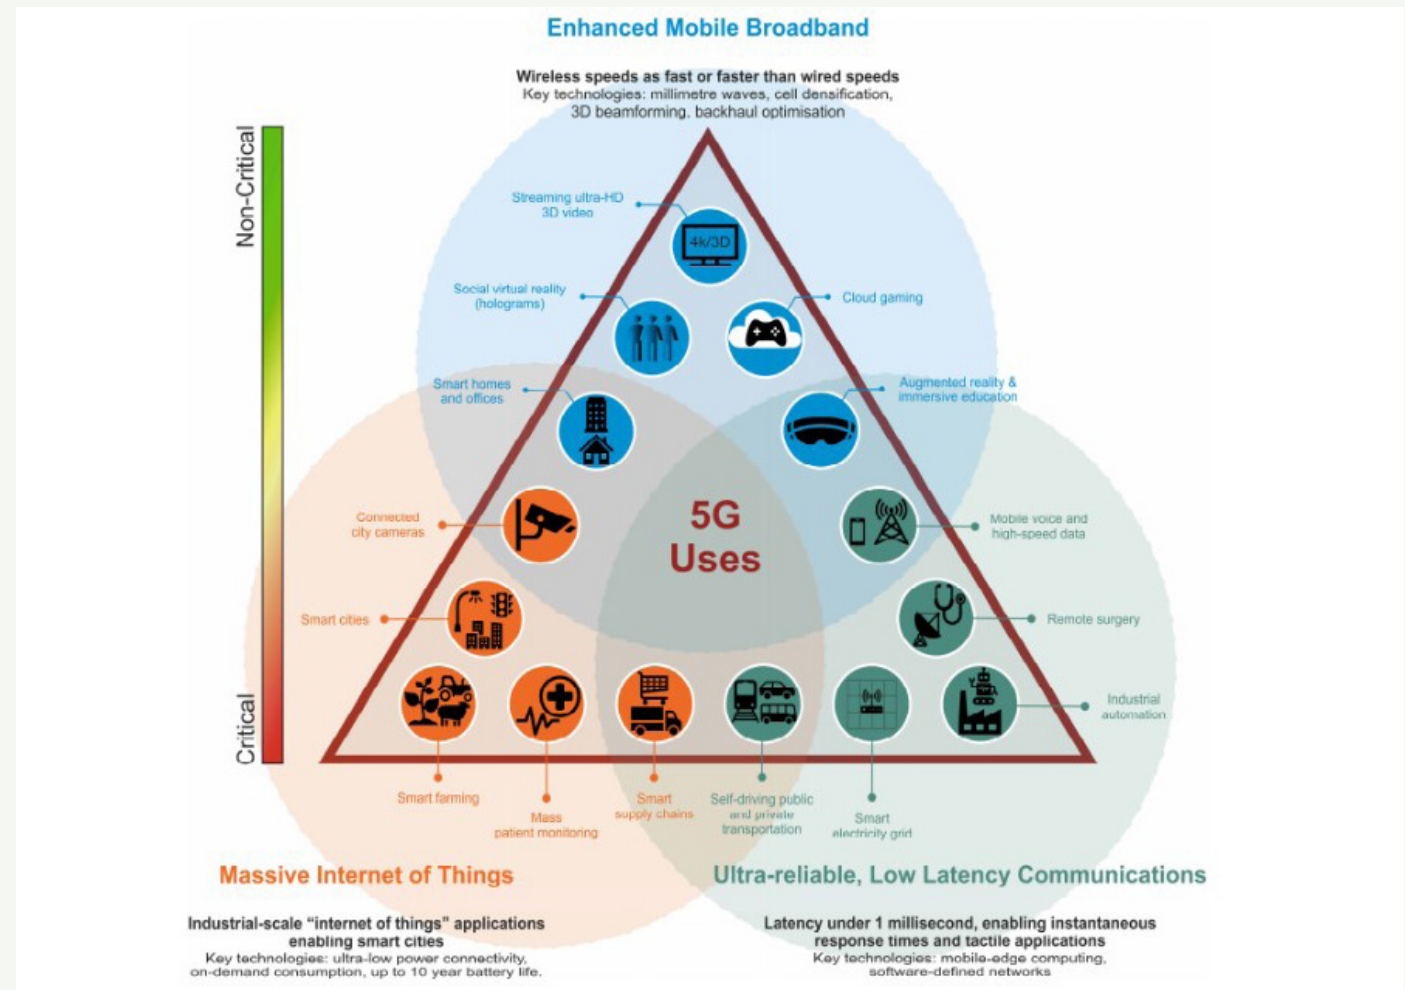 Enhanced Mobile Broadband
Wireless speeds as fast or faster than wired speeds
Key technologies: millimetre waves, cell densification,
3D beamforming, backhaul optimisation
Non-Critical
Critical
Streaming ultra-HD
3D video
4k/3D
Social virtual reality
(holograms)
Cloud gaming
Smart homes
and offices
Augmented reality &
immersive education
5G
Uses
Connected
city cameras
Mobile voice and
high-speed data
Smart cities
Remote surgery
Industrial
automation
Smart farming
Mass
patient monitoring
Smart
supply chains
Self-driving public
and private
transportation
Smart
electricity grid
Massive Internet of Things
Industrial-scale “internet of things” applications
enabling smart cities
Key technologies: ultra-low power connectivity,
on-demand consumption, up to 10 year battery life.
Ultra-reliable, Low Latency Communications
Latency under 1 millisecond, enabling instantaneous
response times and tactile applications
Key technologies: mobile-edge computing,
software-defined networks